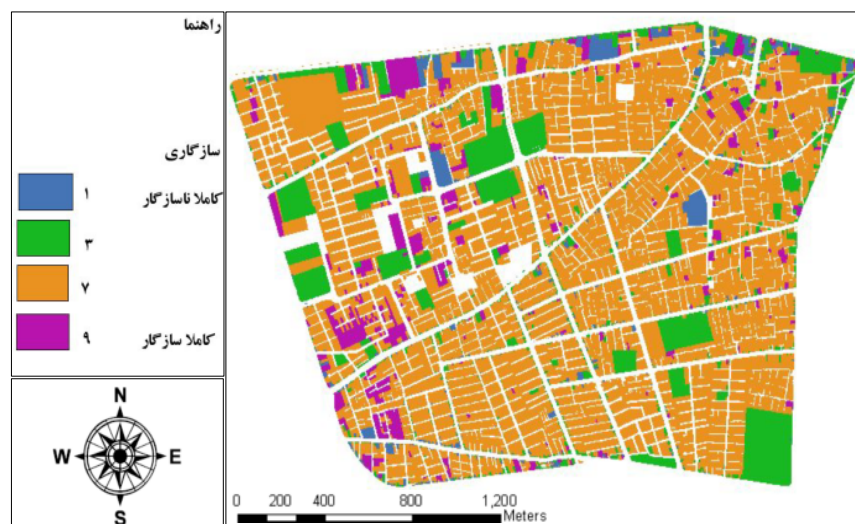 راهنما
سازگاری
۱ کاملا ناسازگار
۳
۷
۹ کاملا سازگار
N
W E
S
0 200 400 800 1,200
Meters